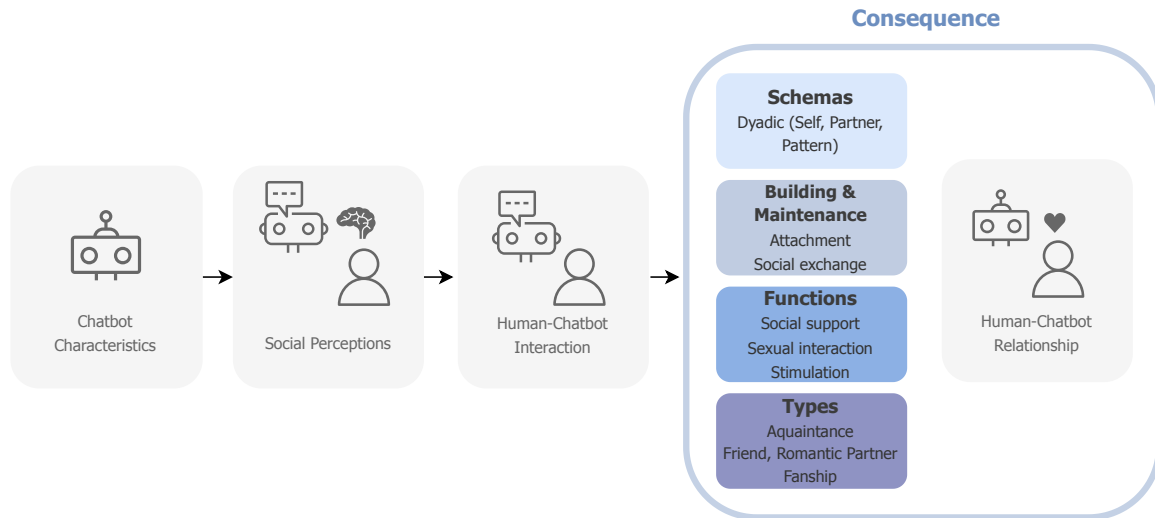 Consequence
Chatbot
Characteristics
Social Perceptions
Human-Chatbot
Interaction
Schemas
Dyadic (Self, Partner,
Pattern)
Building &
Maintenance
Attachment
Social exchange
Functions
Social support
Sexual interaction
Stimulation
Types
Aquaintance
Friend, Romantic Partner
Fanship
Human-Chatbot
Relationship